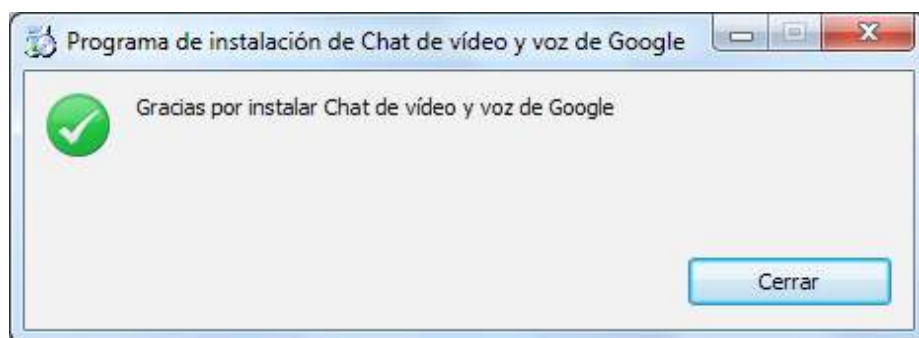 Programa de instalación de Chat de vídeo y voz de Google
Gracias por instalar Chat de vídeo y voz de Google
Cerrar